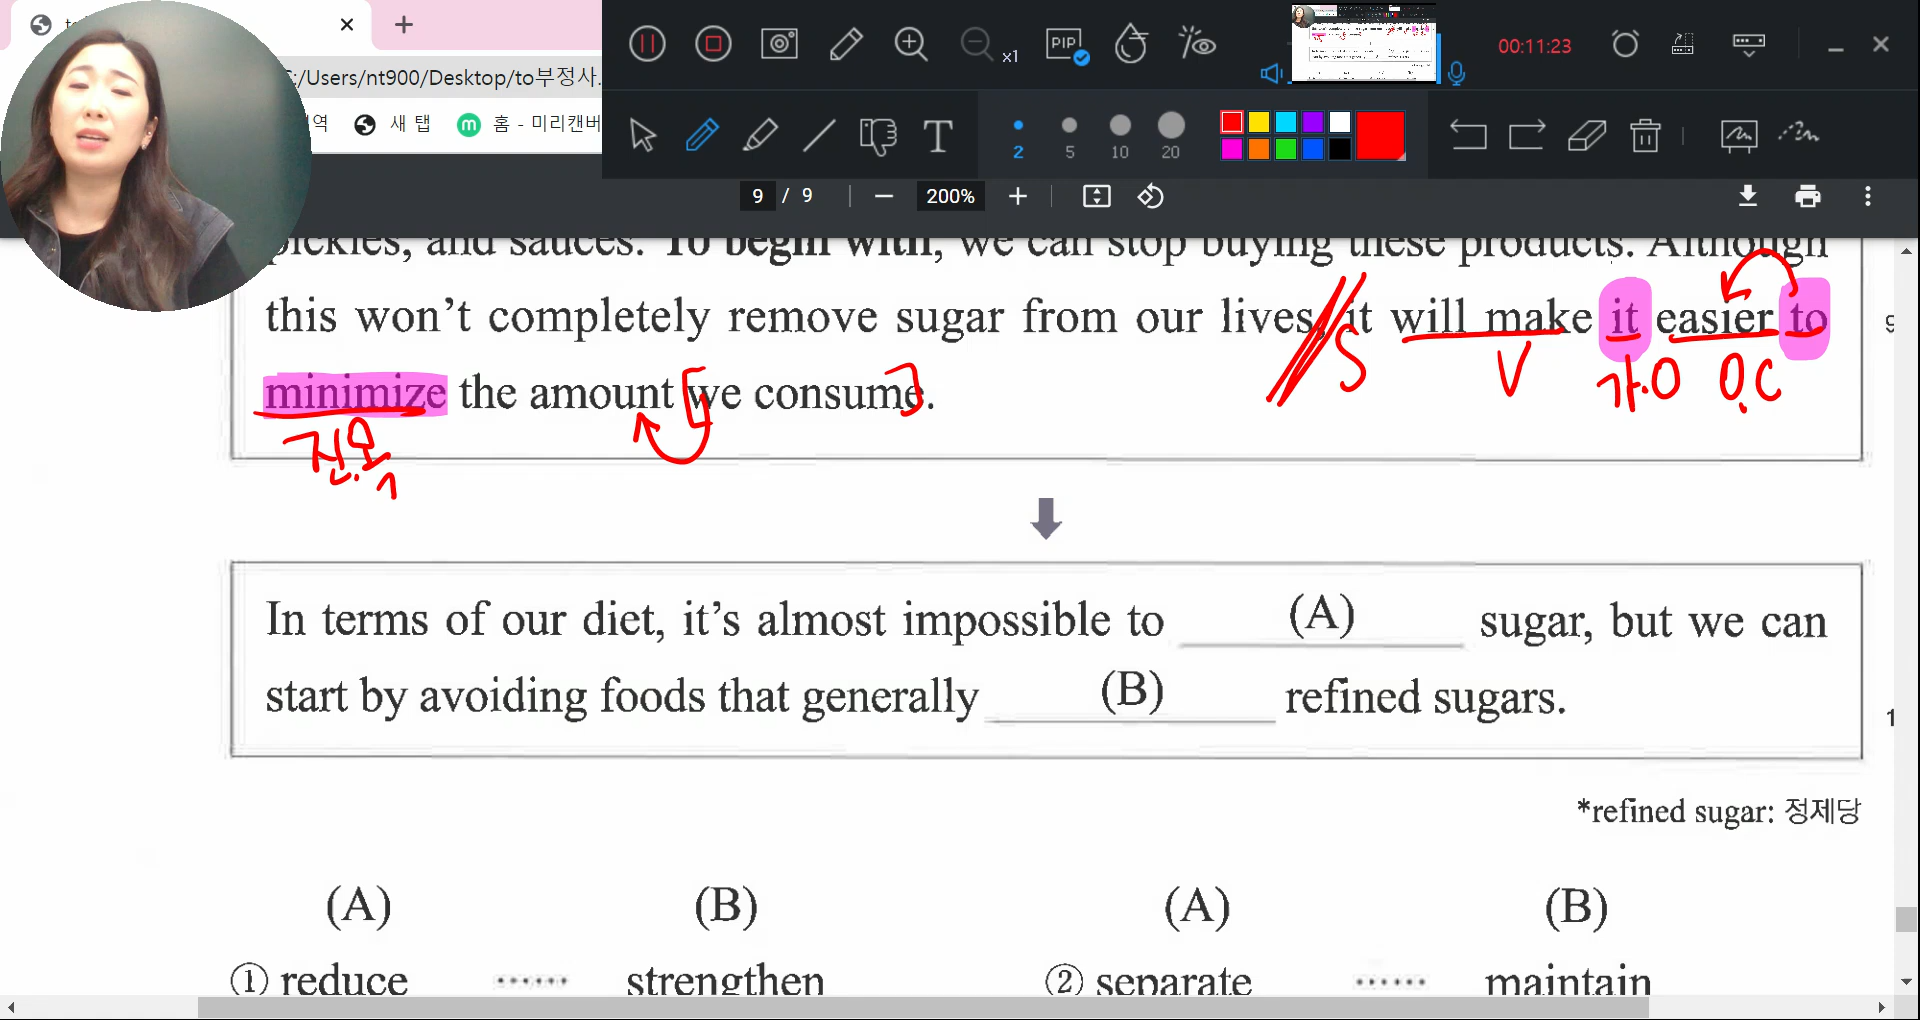 :/Users/nt900/Desktop/to부정사.
역 새 탭 홈 - 미리캔버
x1 PIP 00:11:23
T 2 5 10 20
9 / 9 200%
pickles, and sauces. To begin with, we can stop buying these products. Although
this won't completely remove sugar from our lives, it will make it easier to
S V 가.O O.C
minimize the amount [we consume].
진.목
In terms of our diet, it's almost impossible to (A) sugar, but we can
start by avoiding foods that generally (B) refined sugars.
*refined sugar: 정제당
(A) (B) (A) (B)
① reduce ...... strengthen ② separate ...... maintain